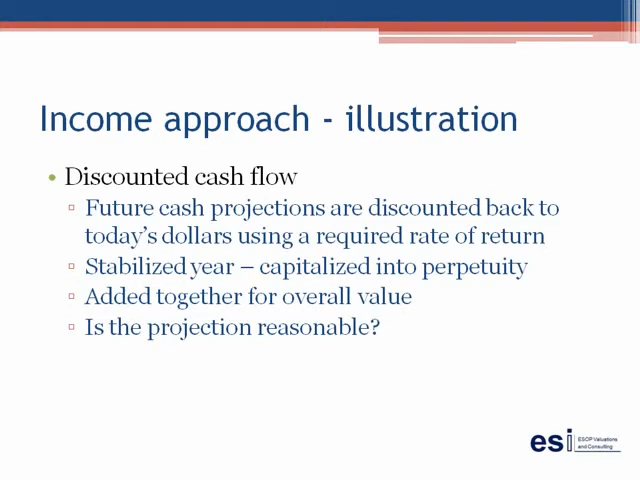 Income approach - illustration
• Discounted cash flow
▫ Future cash projections are discounted back to
today's dollars using a required rate of return
▫ Stabilized year – capitalized into perpetuity
▫ Added together for overall value
▫ Is the projection reasonable?
esi ESOP Valuations
and Consulting